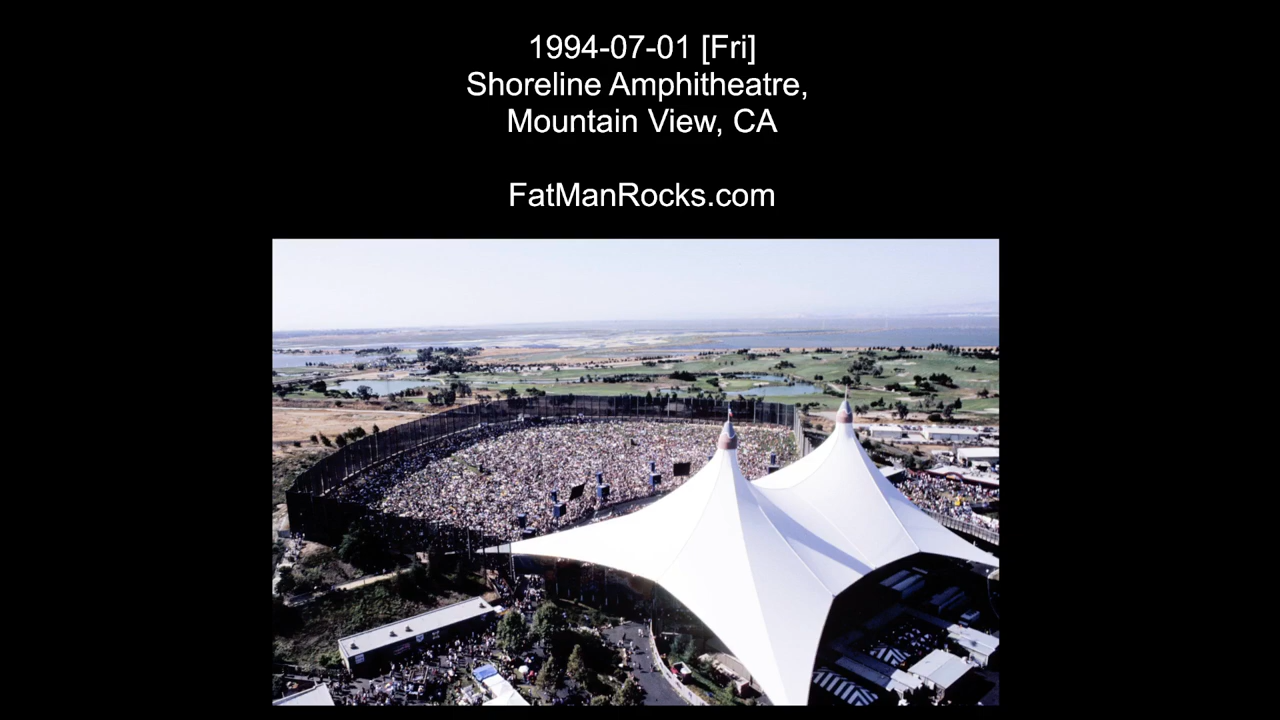 1994-07-01 [Fri]
Shoreline Amphitheatre,
Mountain View, CA
FatManRocks.com